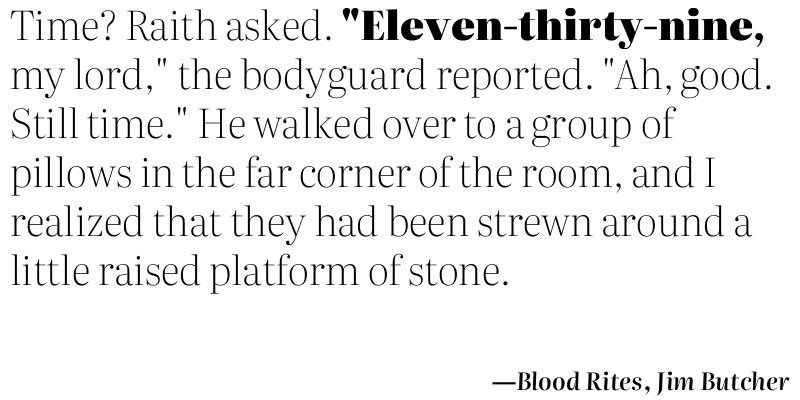 Time? Raith asked. "Eleven-thirty-nine,
my lord," the bodyguard reported. "Ah, good.
Still time." He walked over to a group of
pillows in the far corner of the room, and I
realized that they had been strewn around a
little raised platform of stone.
—Blood Rites, Jim Butcher